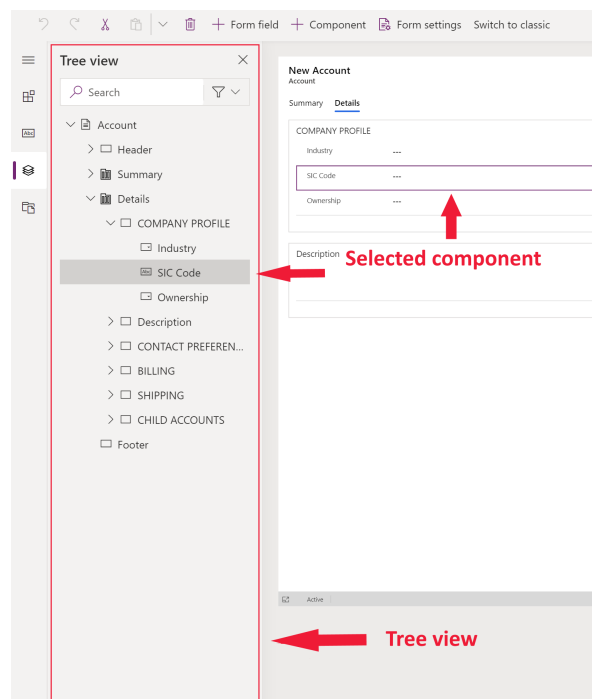 + Form field + Component Form settings Switch to classic
Tree view
Search
Account
Header
Summary
Details
COMPANY PROFILE
Industry
Abc SIC Code
Ownership
Description
CONTACT PREFEREN...
BILLING
SHIPPING
CHILD ACCOUNTS
Footer
Abc
New Account
Account
Summary Details
COMPANY PROFILE
Industry ---
SIC Code ---
Ownership ---
Description
Selected component
Active
Tree view